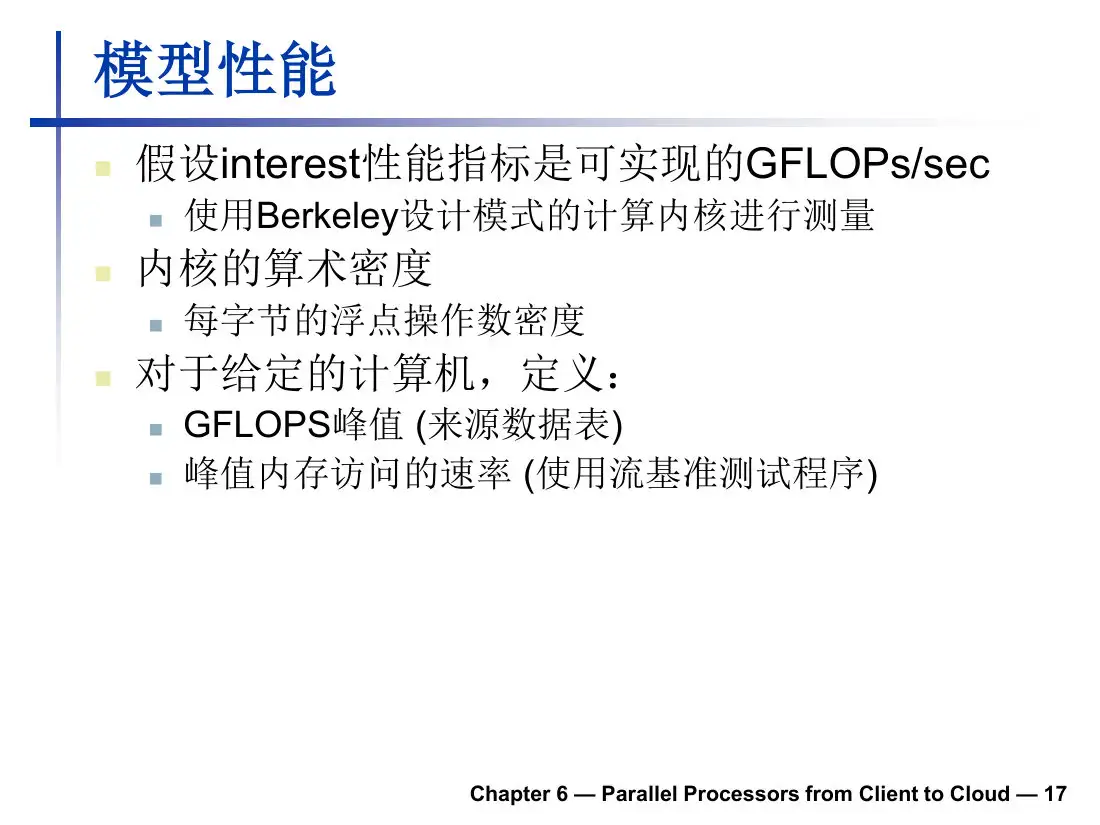 模型性能
假设interest性能指标是可实现的GFLOPs/sec
使用Berkeley设计模式的计算内核进行测量
内核的算术密度
每字节的浮点操作数密度
对于给定的计算机，定义：
GFLOPS峰值 (来源数据表)
峰值内存访问的速率 (使用流基准测试程序)
Chapter 6 — Parallel Processors from Client to Cloud — 17